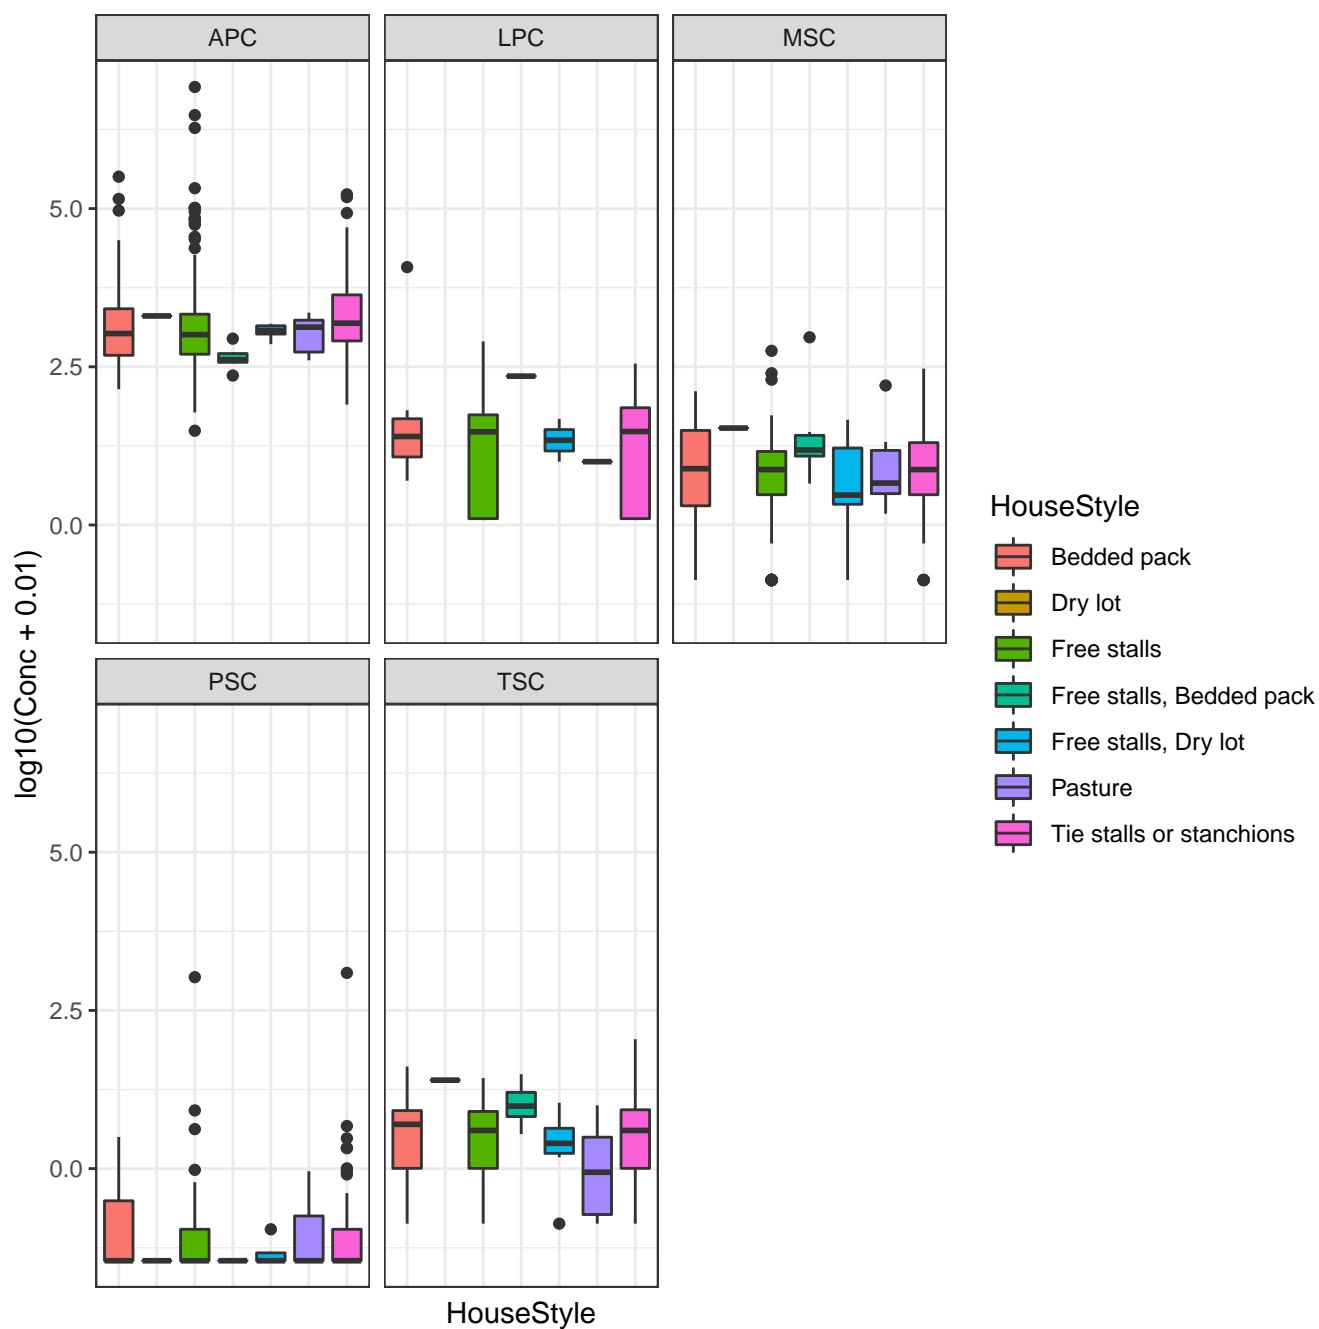 APC
LPC
MSC
5.0
2.5
0.0
PSC
TSC
5.0
2.5
0.0
log10(Conc + 0.01)
HouseStyle
HouseStyle
Bedded pack
Dry lot
Free stalls
Free stalls, Bedded pack
Free stalls, Dry lot
Pasture
Tie stalls or stanchions